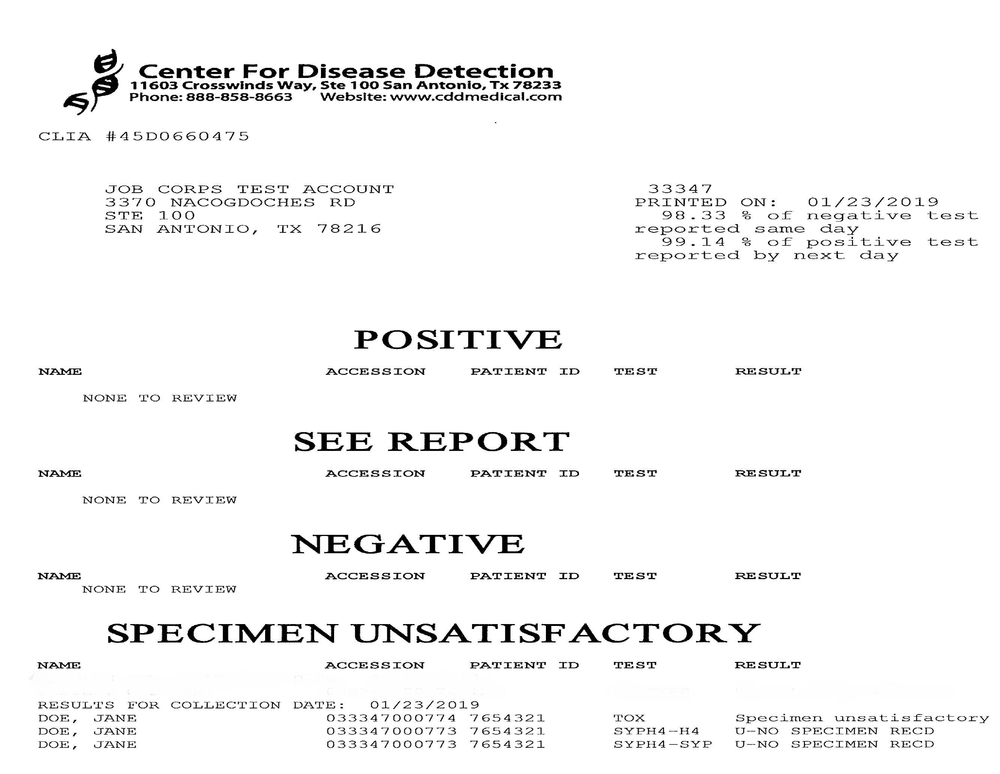 Center For Disease Detection
11603 Crosswinds Way, Ste 100 San Antonio, Tx 78233
Phone: 888-858-8663 Website: www.cddmedical.com
CLIA #45D0660475
JOB CORPS TEST ACCOUNT
3370 NACOGDOCHES RD
STE 100
SAN ANTONIO, TX 78216
33347
PRINTED ON: 01/23/2019
98.33 % of negative test
reported same day
99.14 % of positive test
reported by next day
POSITIVE
NAME ACCESSION PATIENT ID TEST RESULT
NONE TO REVIEW
SEE REPORT
NAME ACCESSION PATIENT ID TEST RESULT
NONE TO REVIEW
NEGATIVE
NAME ACCESSION PATIENT ID TEST RESULT
NONE TO REVIEW
SPECIMEN UNSATISFACTORY
NAME ACCESSION PATIENT ID TEST RESULT
RESULTS FOR COLLECTION DATE: 01/23/2019
DOE, JANE 033347000774 7654321 TOX Specimen unsatisfactory
DOE, JANE 033347000773 7654321 SYPH4-H4 U-NO SPECIMEN RECD
DOE, JANE 033347000773 7654321 SYPH4-SYP U-NO SPECIMEN RECD